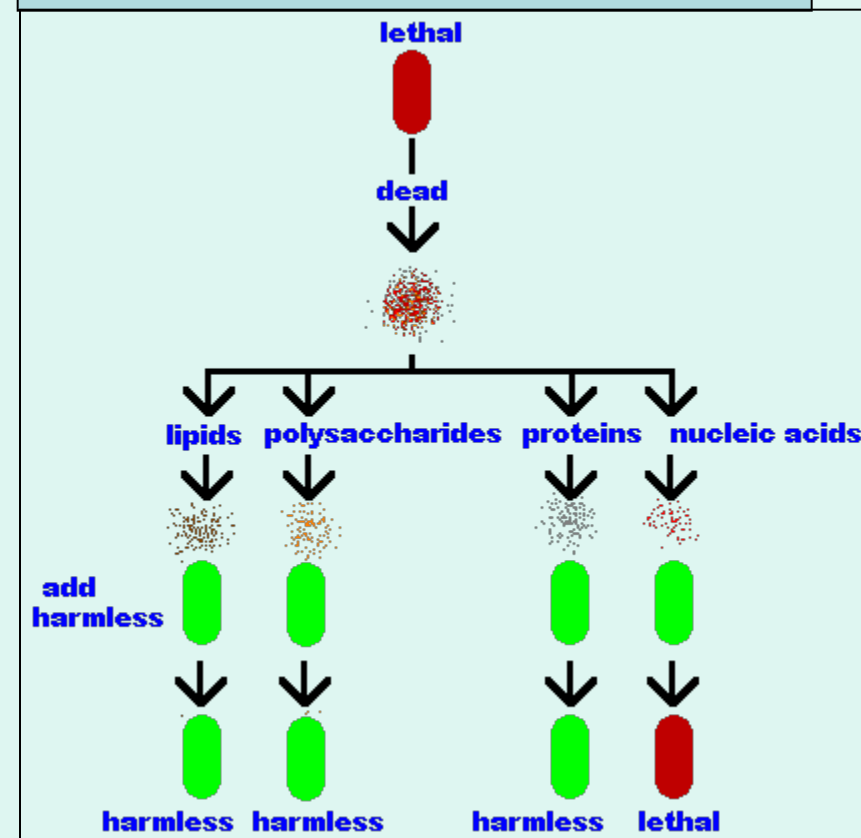 lethal
dead
lipids polysaccharides proteins nucleic acids
add
harmless
harmless harmless harmless lethal